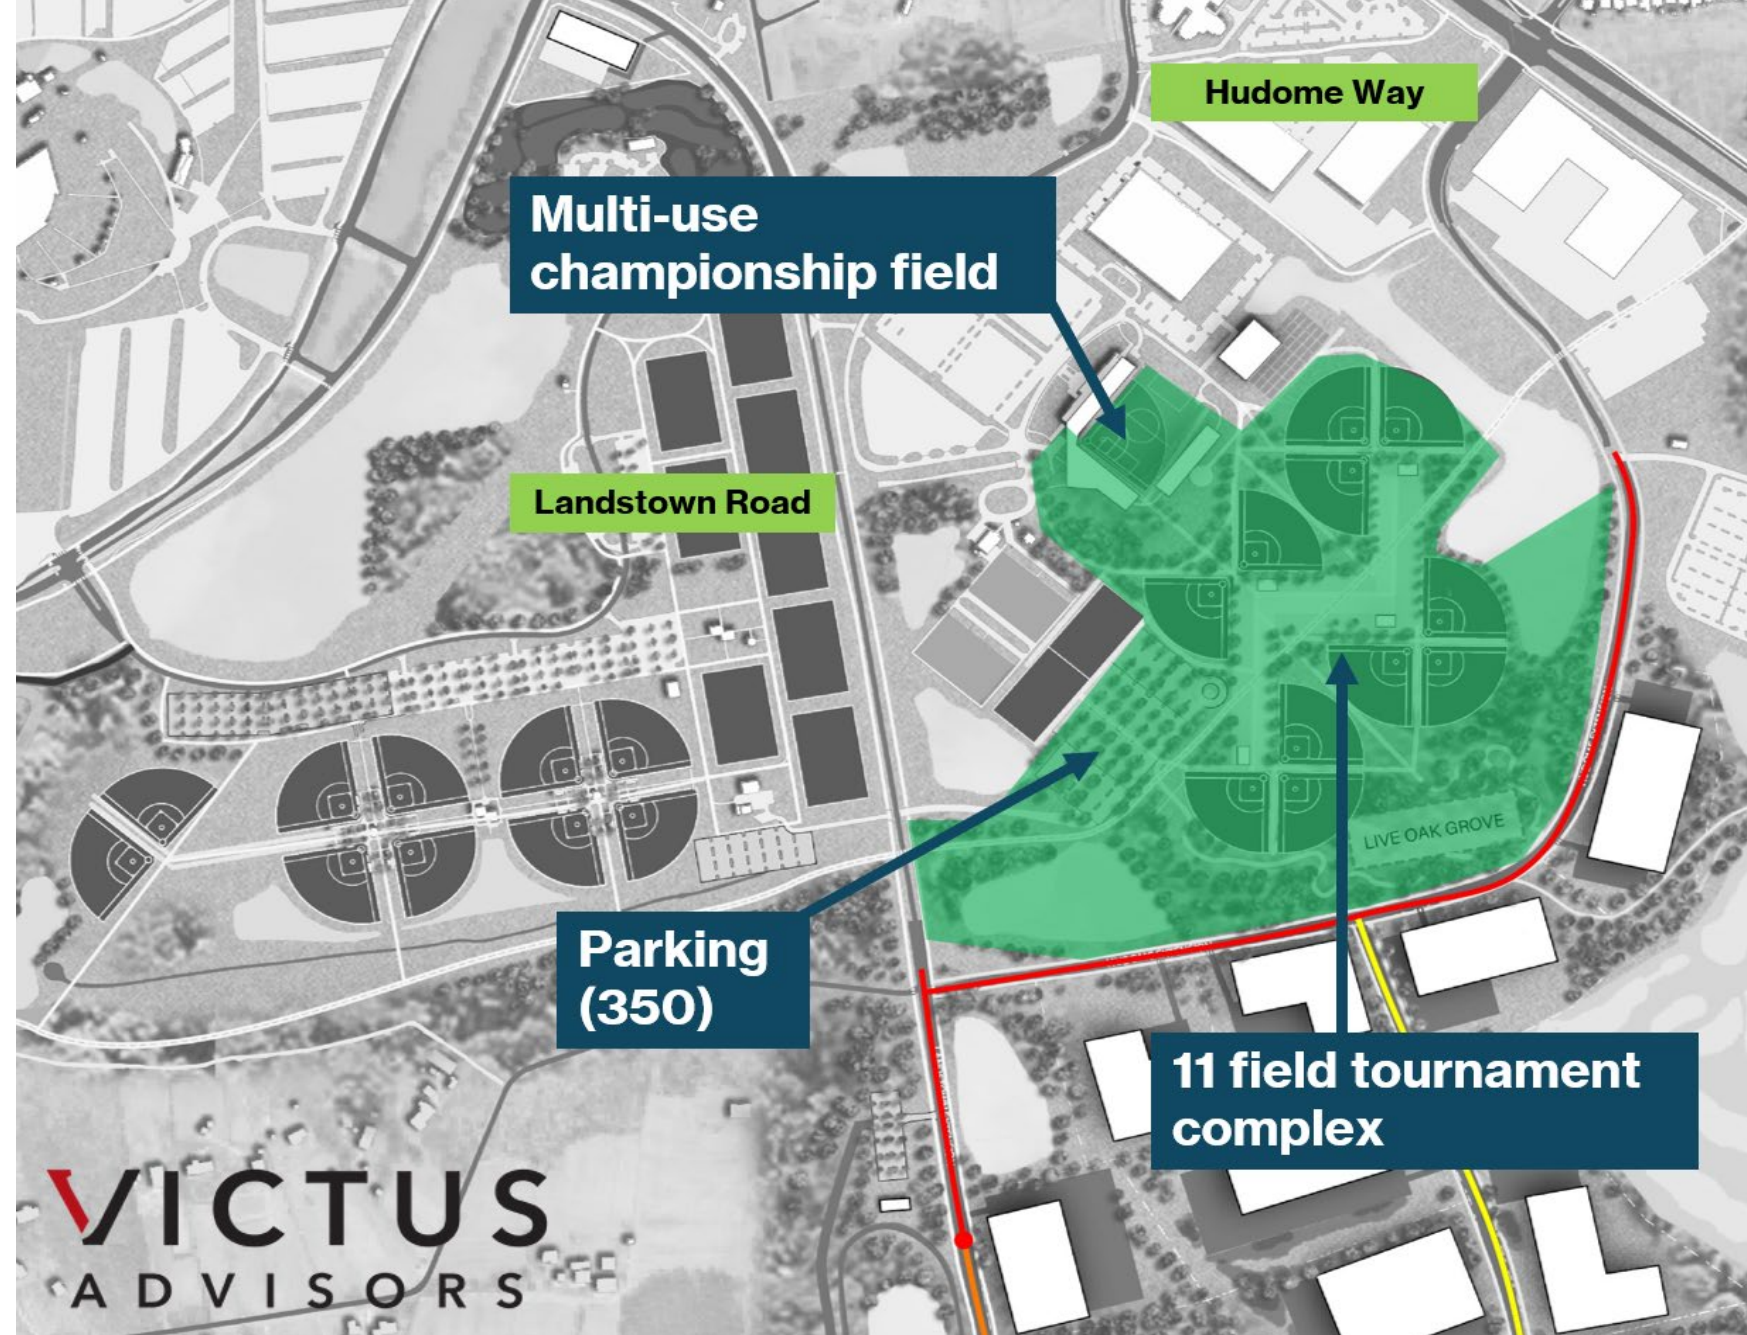 Hudome Way
Multi-use
championship field
Landstown Road
LIVE OAK GROVE
Parking
(350)
11 field tournament
complex
VICTUS
ADVISORS